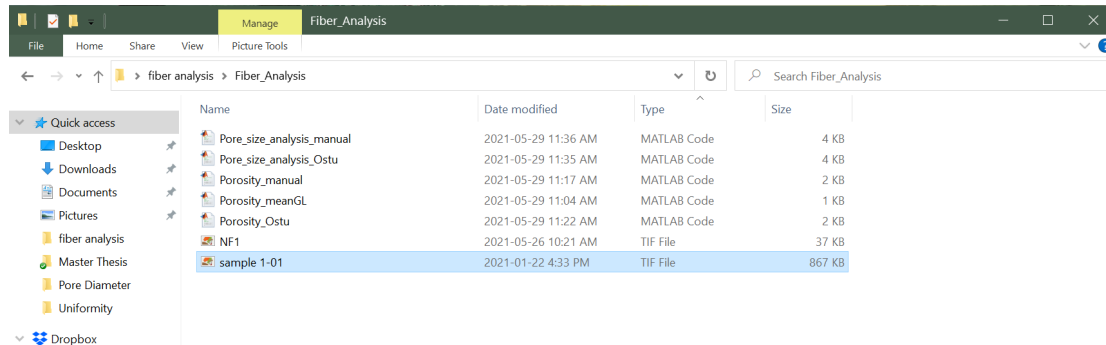 Manage Fiber_Analysis
File Home Share View Picture Tools
fiber analysis Fiber_Analysis Search Fiber_Analysis
Name Date modified Type Size
Quick access
Desktop
Downloads
Documents
Pictures
fiber analysis
Master Thesis
Pore Diameter
Uniformity
Dropbox
Pore_size_analysis_manual 2021-05-29 11:36 AM MATLAB Code 4 KB
Pore_size_analysis_Ostu 2021-05-29 11:35 AM MATLAB Code 4 KB
Porosity_manual 2021-05-29 11:17 AM MATLAB Code 2 KB
Porosity_meanGL 2021-05-29 11:04 AM MATLAB Code 1 KB
Porosity_Ostu 2021-05-29 11:22 AM MATLAB Code 2 KB
NF1 2021-05-26 10:21 AM TIF File 37 KB
sample 1-01 2021-01-22 4:33 PM TIF File 867 KB